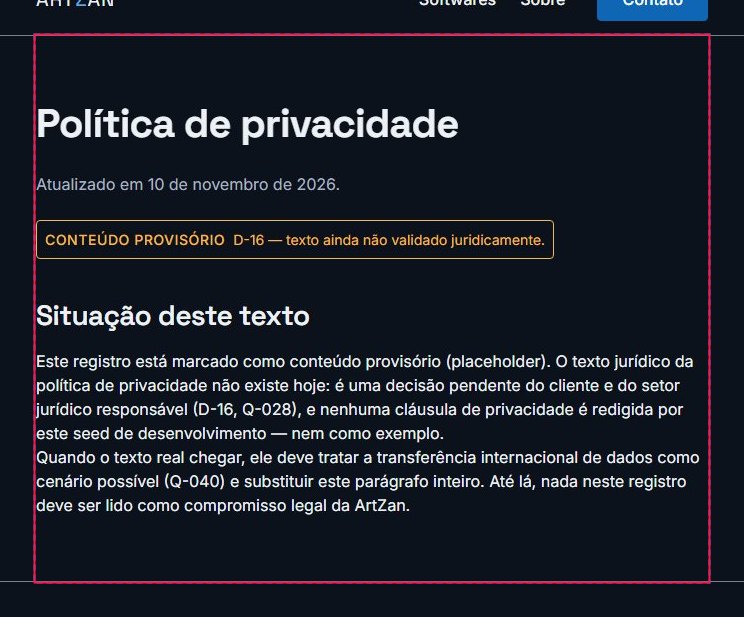 ARTZAN
Softwares Sobre Contato
Política de privacidade
Atualizado em 10 de novembro de 2026.
CONTEÚDO PROVISÓRIO D-16 — texto ainda não validado juridicamente.
Situação deste texto
Este registro está marcado como conteúdo provisório (placeholder). O texto jurídico da
política de privacidade não existe hoje: é uma decisão pendente do cliente e do setor
jurídico responsável (D-16, Q-028), e nenhuma cláusula de privacidade é redigida por
este seed de desenvolvimento — nem como exemplo.
Quando o texto real chegar, ele deve tratar a transferência internacional de dados como
cenário possível (Q-040) e substituir este parágrafo inteiro. Até lá, nada neste registro
deve ser lido como compromisso legal da ArtZan.